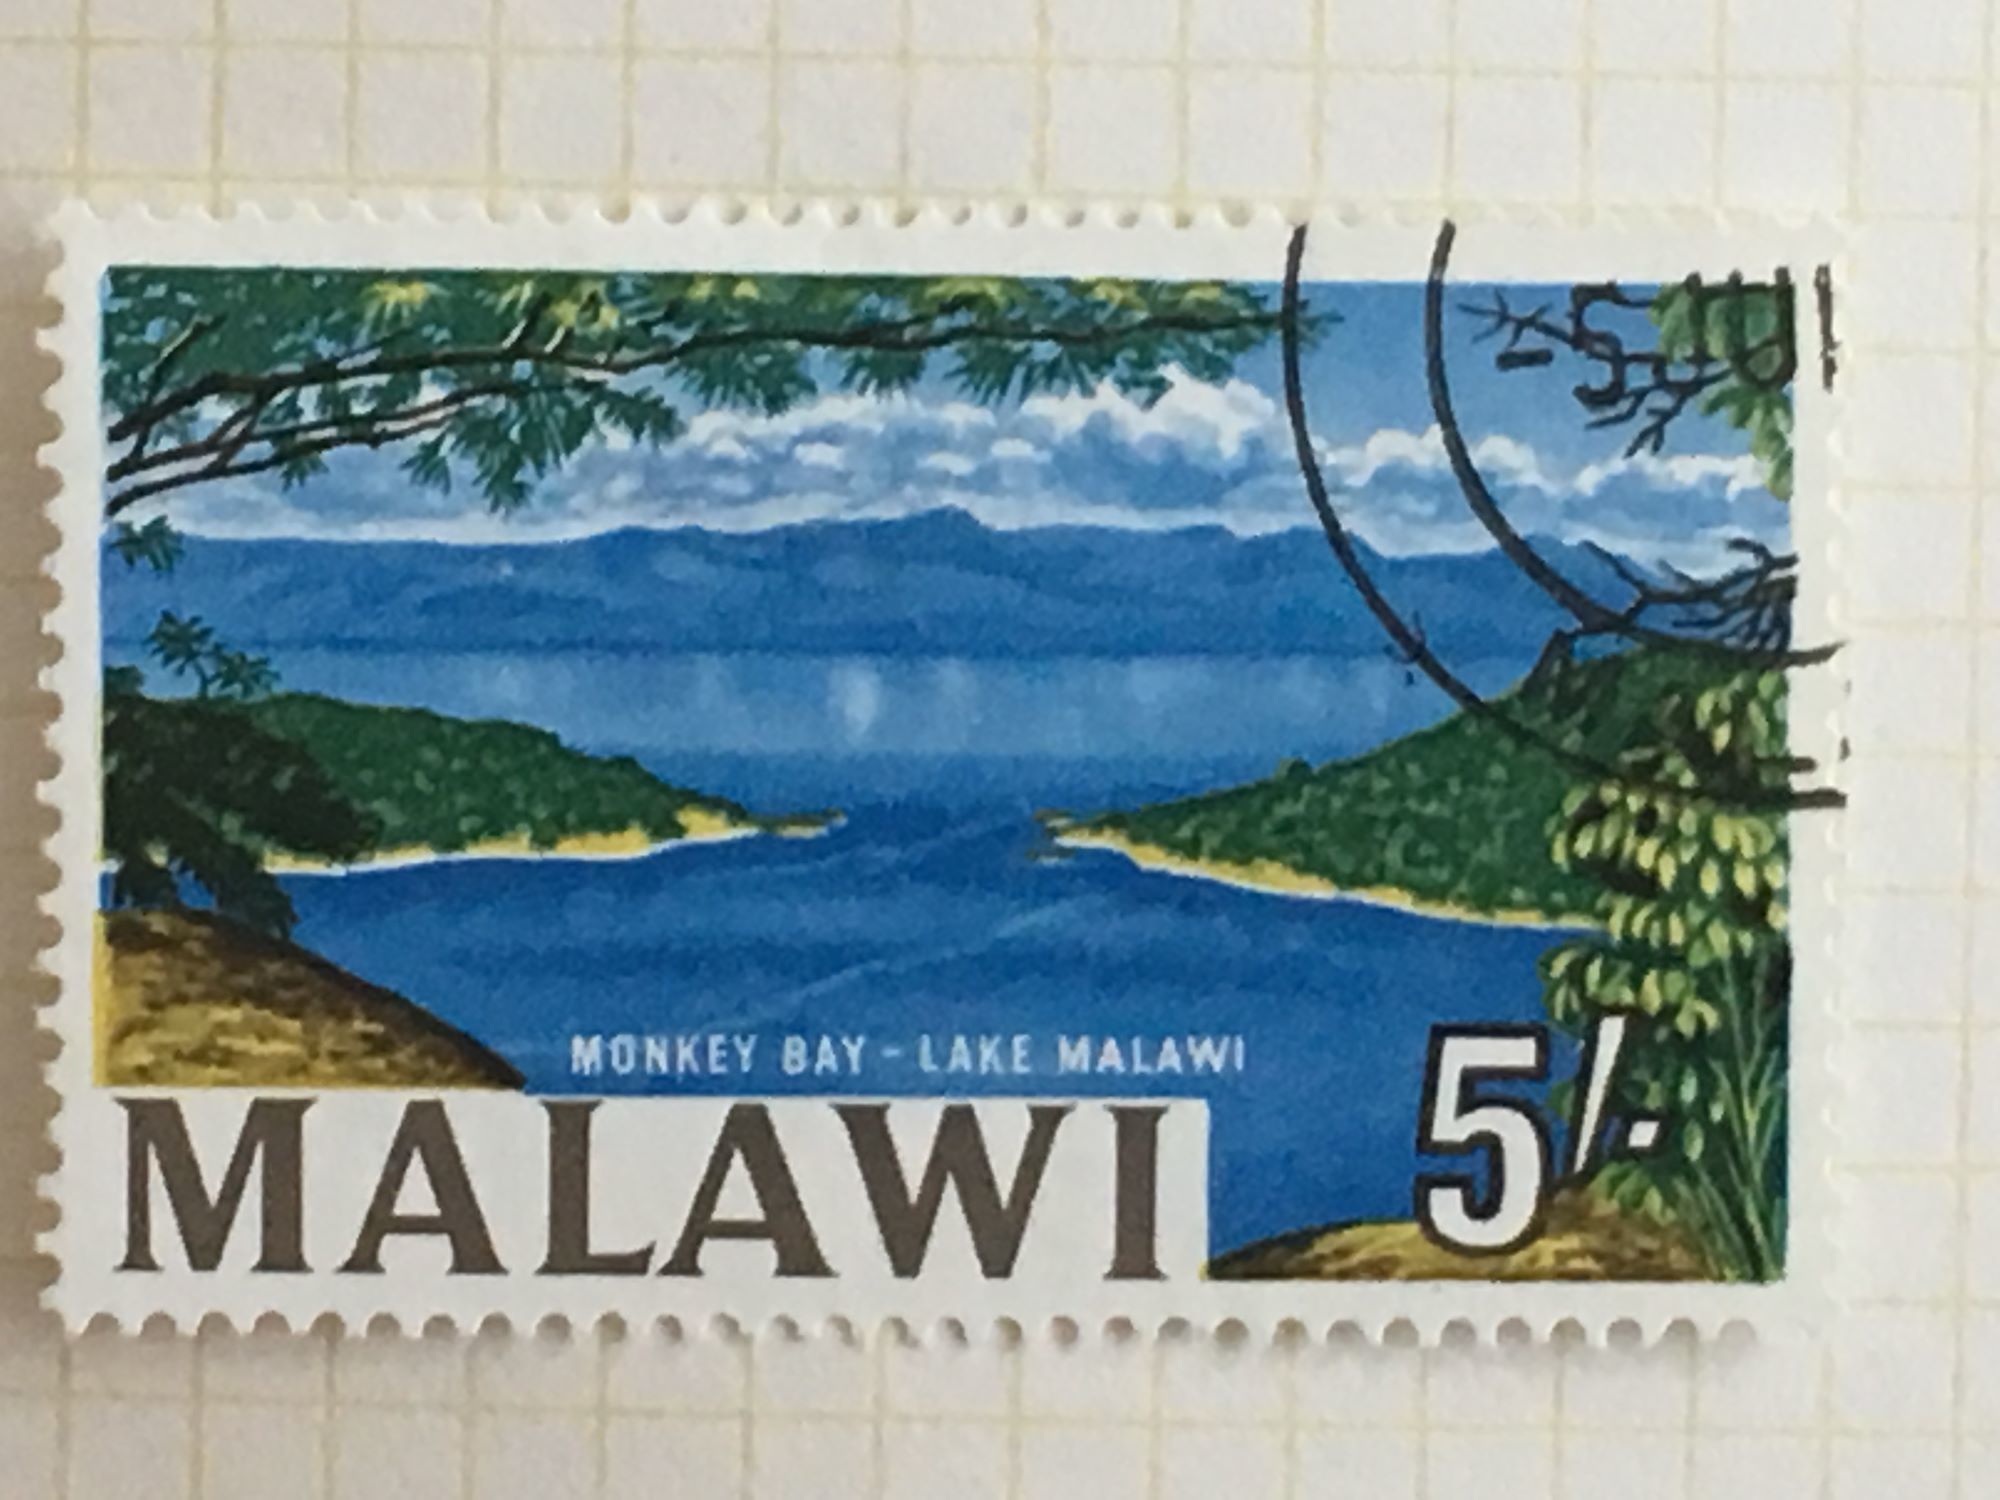 MONKEY BAY - LAKE MALAWI
MALAWI
5/-